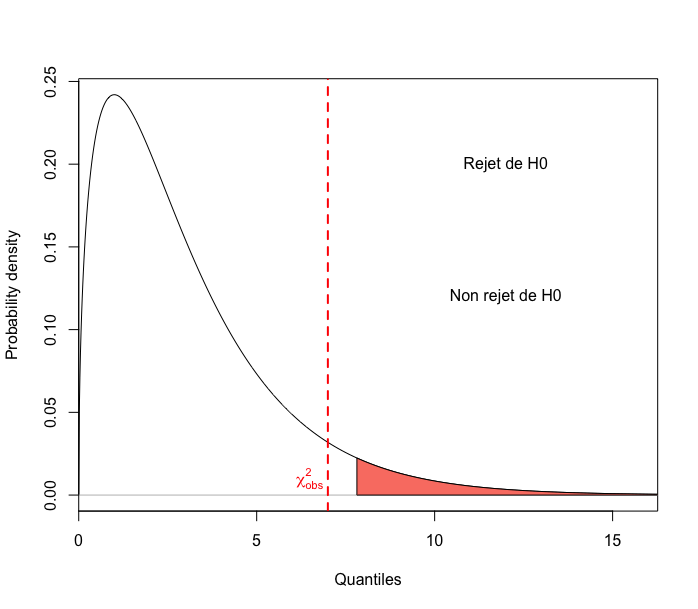 0.25
0.20
0.15
0.10
0.05
0.00
Probability density
Rejet de H0
Non rejet de H0
χ²obs
0 5 10 15
Quantiles